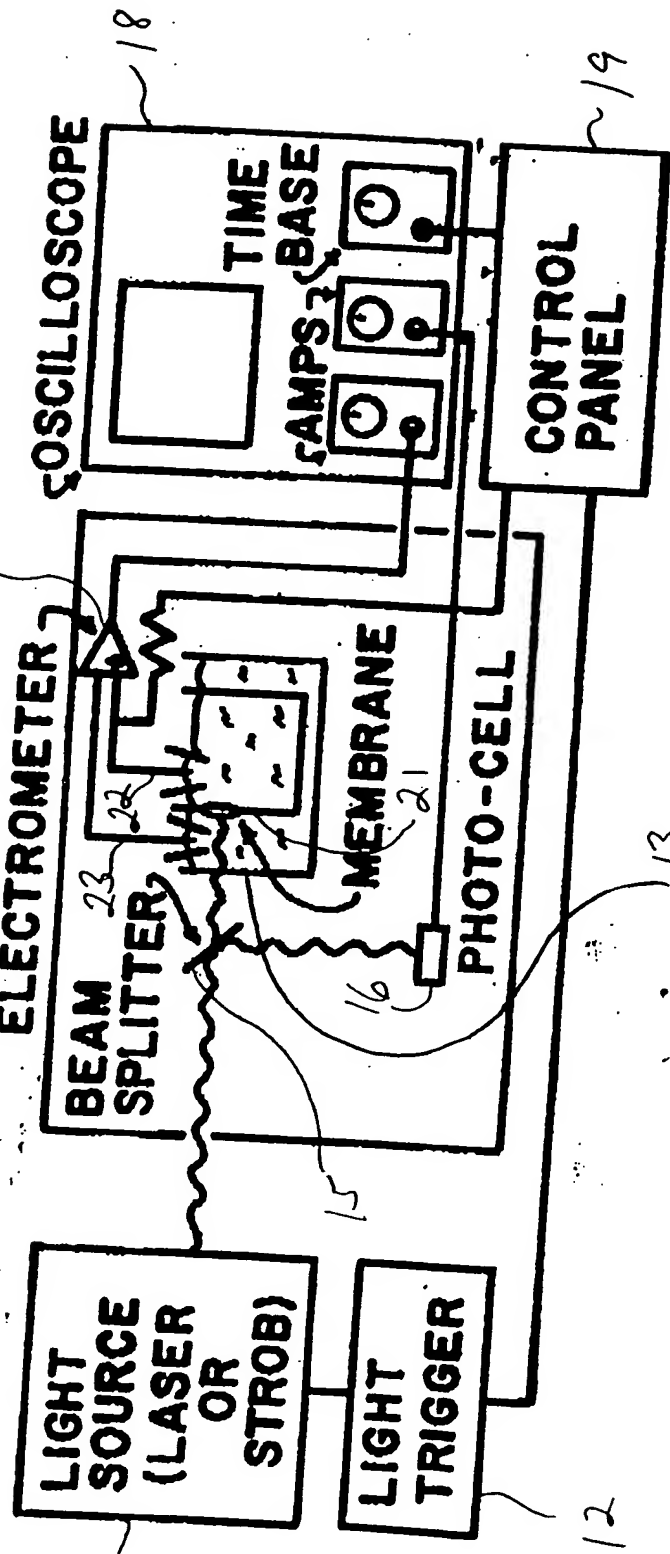 18
OSCILLOSCOPE
TIME
BASE
AMPS
19
CONTROL
PANEL
ELECTROMETER
22
23
BEAM
SPLITTER
MEMBRANE
21
16
PHOTO-CELL
13
15
LIGHT
SOURCE
(LASER
OR
STROB)
LIGHT
TRIGGER
12